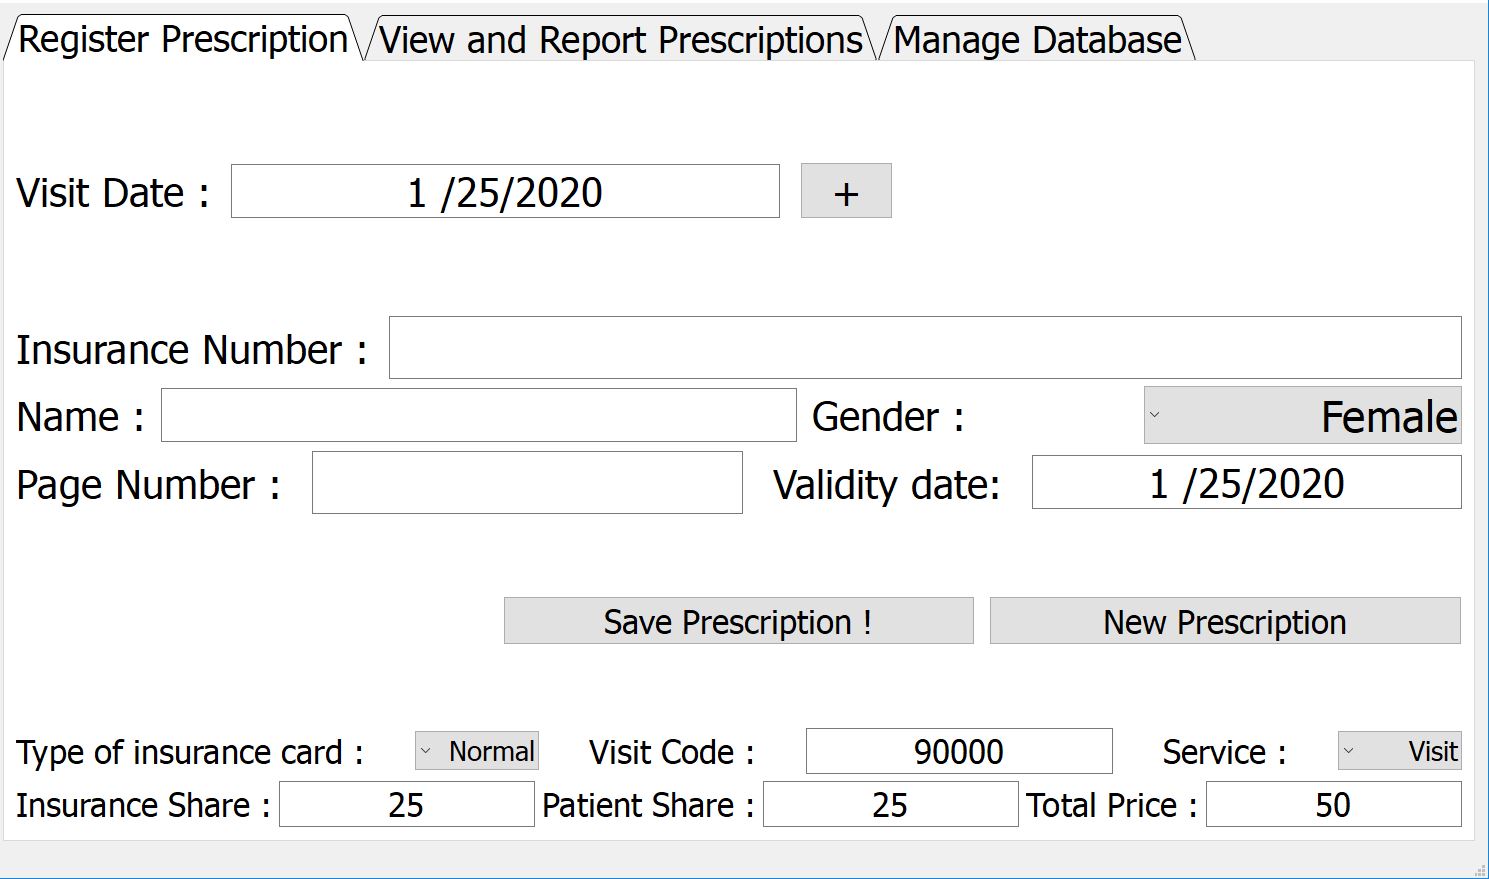 Register Prescription View and Report Prescriptions Manage Database
Visit Date : 1 /25/2020 +
Insurance Number :
Name : Gender : Female
Page Number : Validity date: 1 /25/2020
Save Prescription ! New Prescription
Type of insurance card : Normal Visit Code : 90000 Service : Visit
Insurance Share : 25 Patient Share : 25 Total Price : 50